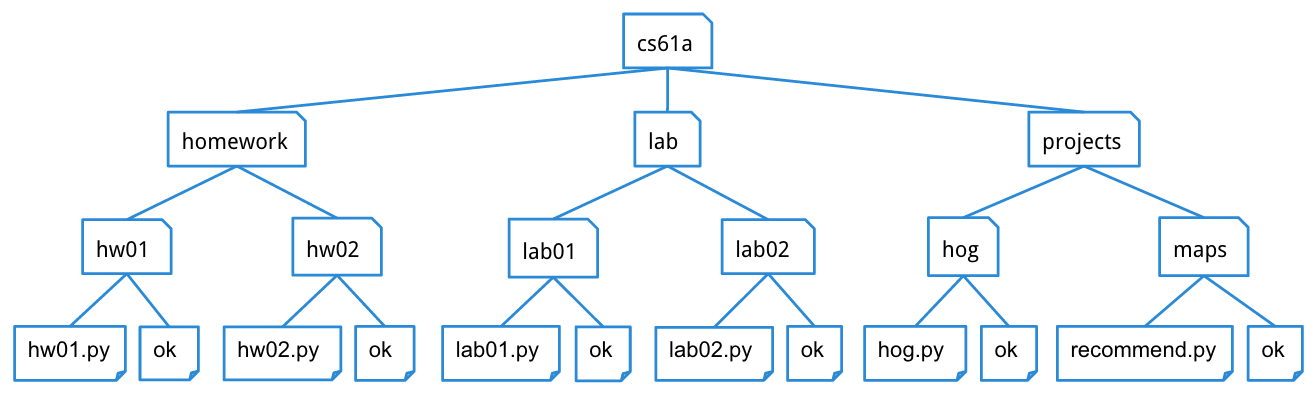 cs61a
homework
lab
projects
hw01
hw02
lab01
lab02
hog
maps
hw01.py
ok
hw02.py
ok
lab01.py
ok
lab02.py
ok
hog.py
ok
recommend.py
ok